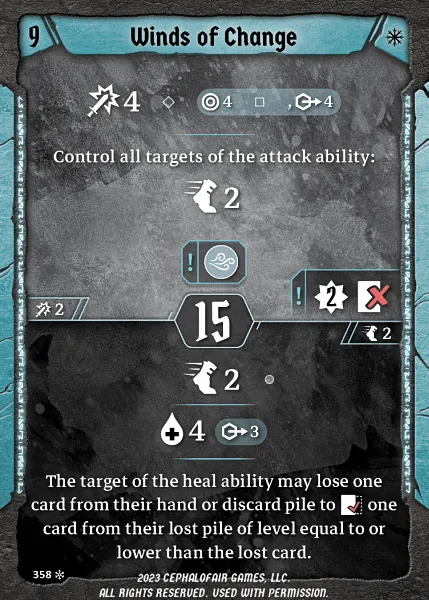 9 Winds of Change
4 4 , 4
Control all targets of the attack ability:
2
!
2 15 ! 2
2
2
4 3
The target of the heal ability may lose one
card from their hand or discard pile to one
card from their lost pile of level equal to or
lower than the lost card.
358
2023 CEPHALOFAIR GAMES, LLC.
ALL RIGHTS RESERVED. USED WITH PERMISSION.